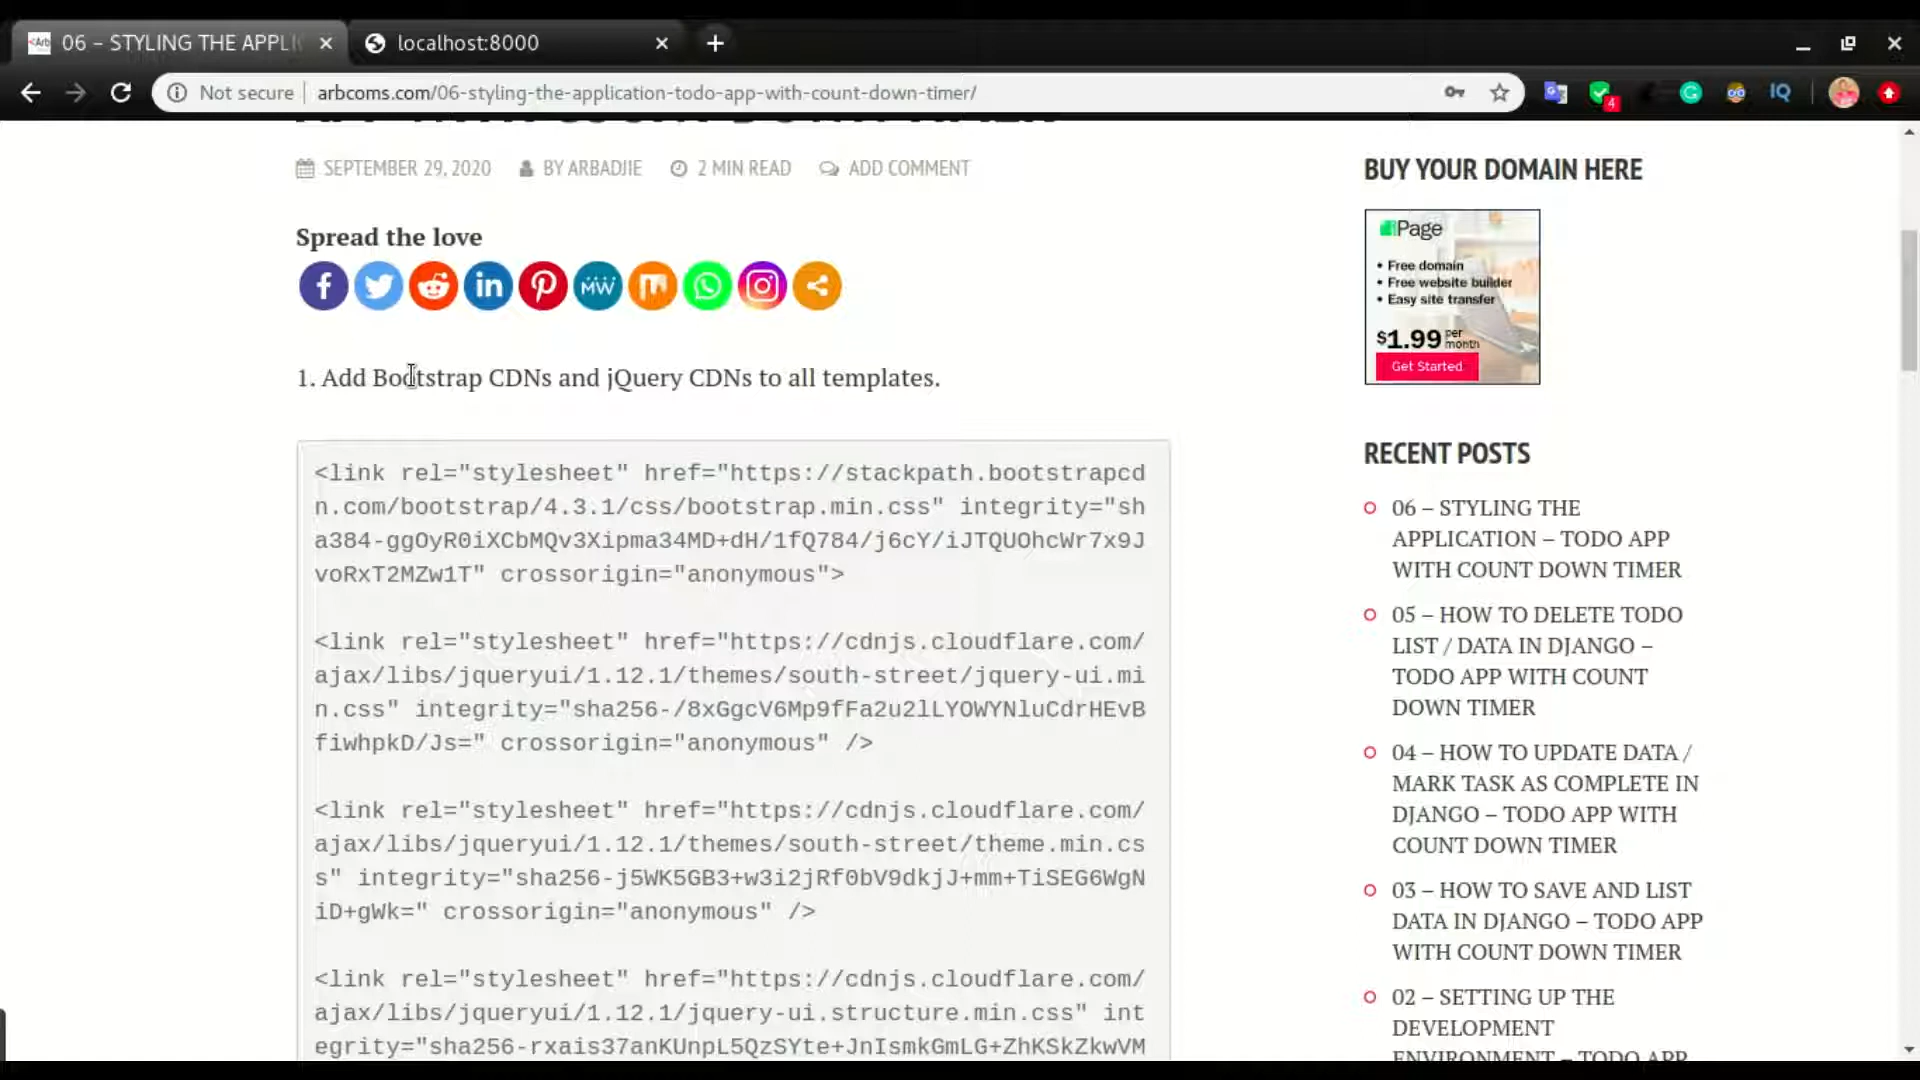 06 – STYLING THE APPLI
localhost:8000
Not secure
arbcoms.com/06-styling-the-application-todo-app-with-count-down-timer/
4
IQ
SEPTEMBER 29, 2020 BY ARBADJIE 2 MIN READ ADD COMMENT
Spread the love
1. Add Bootstrap CDNs and jQuery CDNs to all templates.
<link rel="stylesheet" href="https://stackpath.bootstrapcd
n.com/bootstrap/4.3.1/css/bootstrap.min.css" integrity="sh
a384-ggOyR0iXCbMQv3Xipma34MD+dH/1fQ784/j6cY/iJTQUOhcWr7x9J
voRxT2MZw1T" crossorigin="anonymous">
<link rel="stylesheet" href="https://cdnjs.cloudflare.com/
ajax/libs/jqueryui/1.12.1/themes/south-street/jquery-ui.mi
n.css" integrity="sha256-/8xGgcV6Mp9fFa2u2lLYOWYNluCdrHEvB
fiwhpkD/Js=" crossorigin="anonymous" />
<link rel="stylesheet" href="https://cdnjs.cloudflare.com/
ajax/libs/jqueryui/1.12.1/themes/south-street/theme.min.cs
s" integrity="sha256-j5WK5GB3+w3i2jRf0bV9dkjJ+mm+TiSEG6WgN
iD+gWk=" crossorigin="anonymous" />
<link rel="stylesheet" href="https://cdnjs.cloudflare.com/
ajax/libs/jqueryui/1.12.1/jquery-ui.structure.min.css" int
egrity="sha256-rxais37anKUnpL5QzSYte+JnIsmkGmLG+ZhKSkZkwVM
BUY YOUR DOMAIN HERE
iPage
• Free domain
• Free website builder
• Easy site transfer
$1.99 per month
Get Started
RECENT POSTS
06 – STYLING THE
APPLICATION – TODO APP
WITH COUNT DOWN TIMER
05 – HOW TO DELETE TODO
LIST / DATA IN DJANGO –
TODO APP WITH COUNT
DOWN TIMER
04 – HOW TO UPDATE DATA /
MARK TASK AS COMPLETE IN
DJANGO – TODO APP WITH
COUNT DOWN TIMER
03 – HOW TO SAVE AND LIST
DATA IN DJANGO – TODO APP
WITH COUNT DOWN TIMER
02 – SETTING UP THE
DEVELOPMENT
ENVIRONMENT – TODO APP